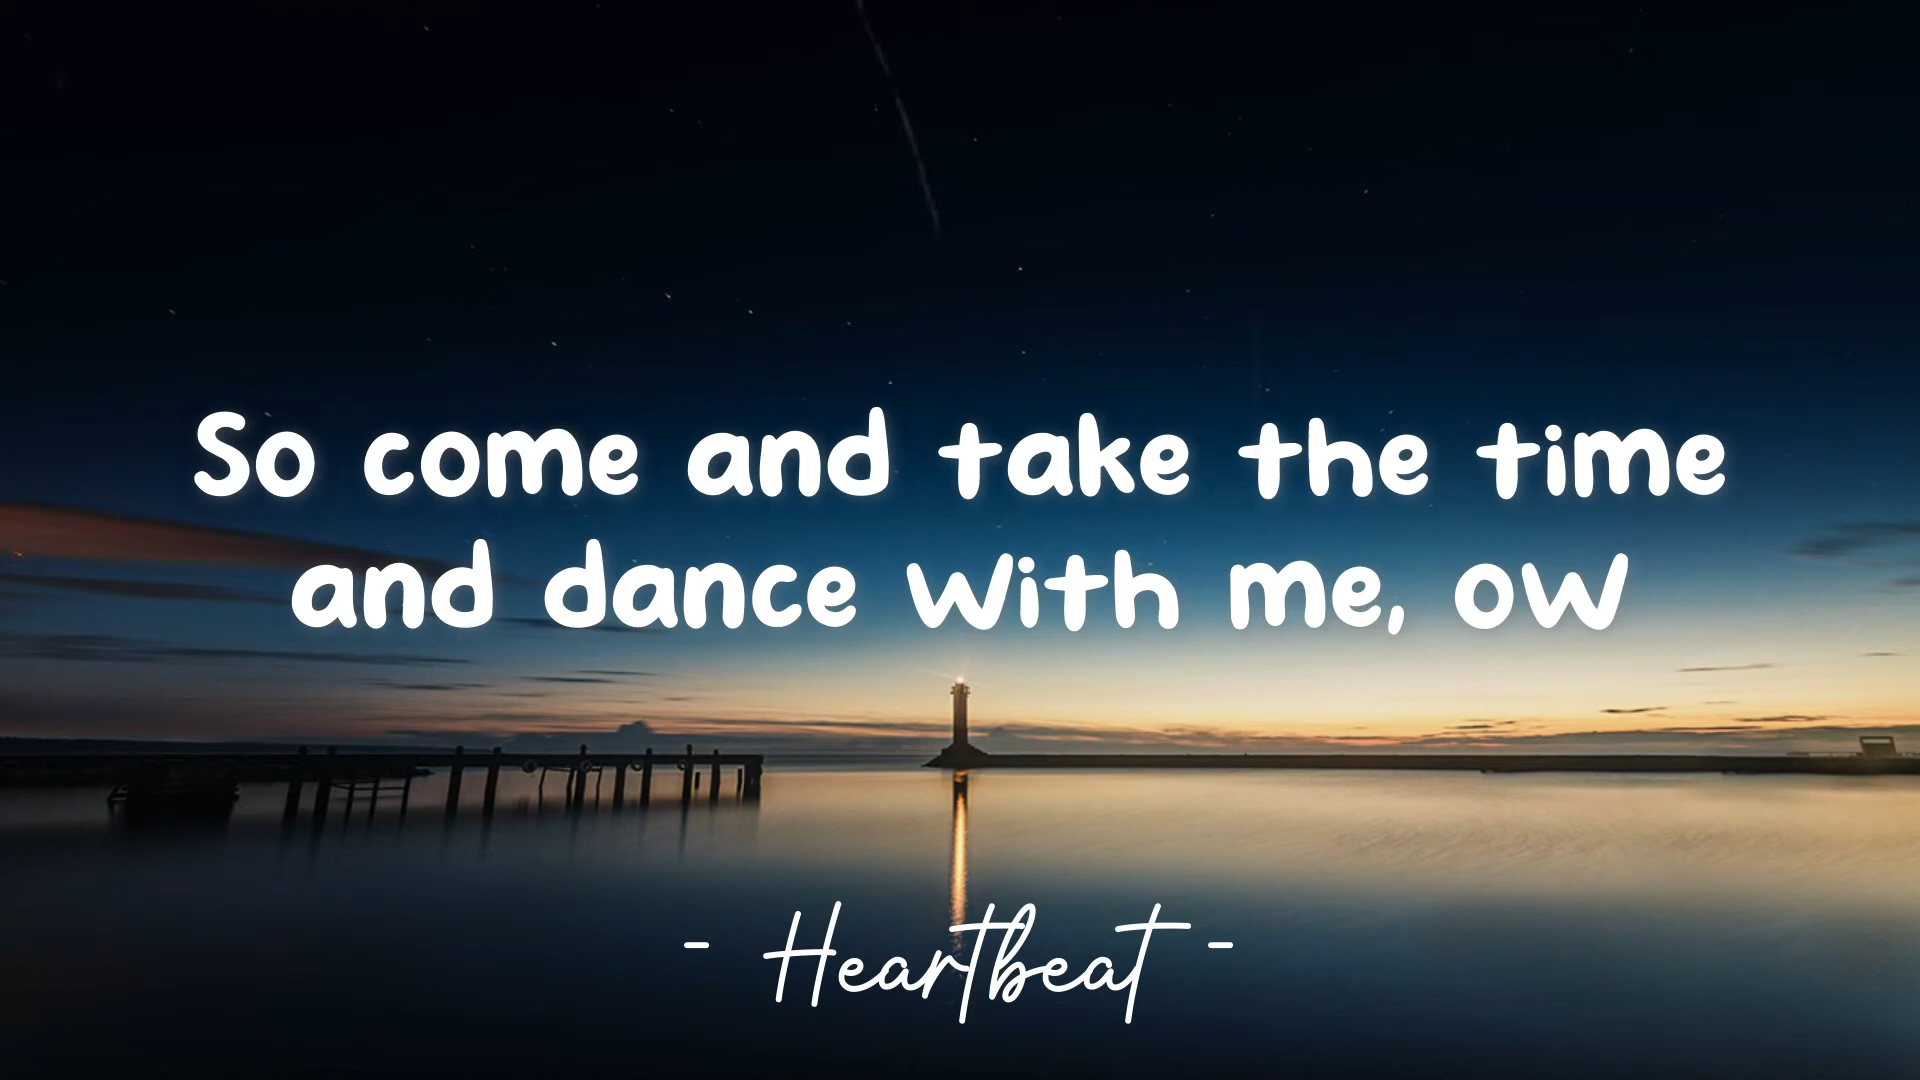 So come and take the time
and dance with me, ow
- Heartbeat -